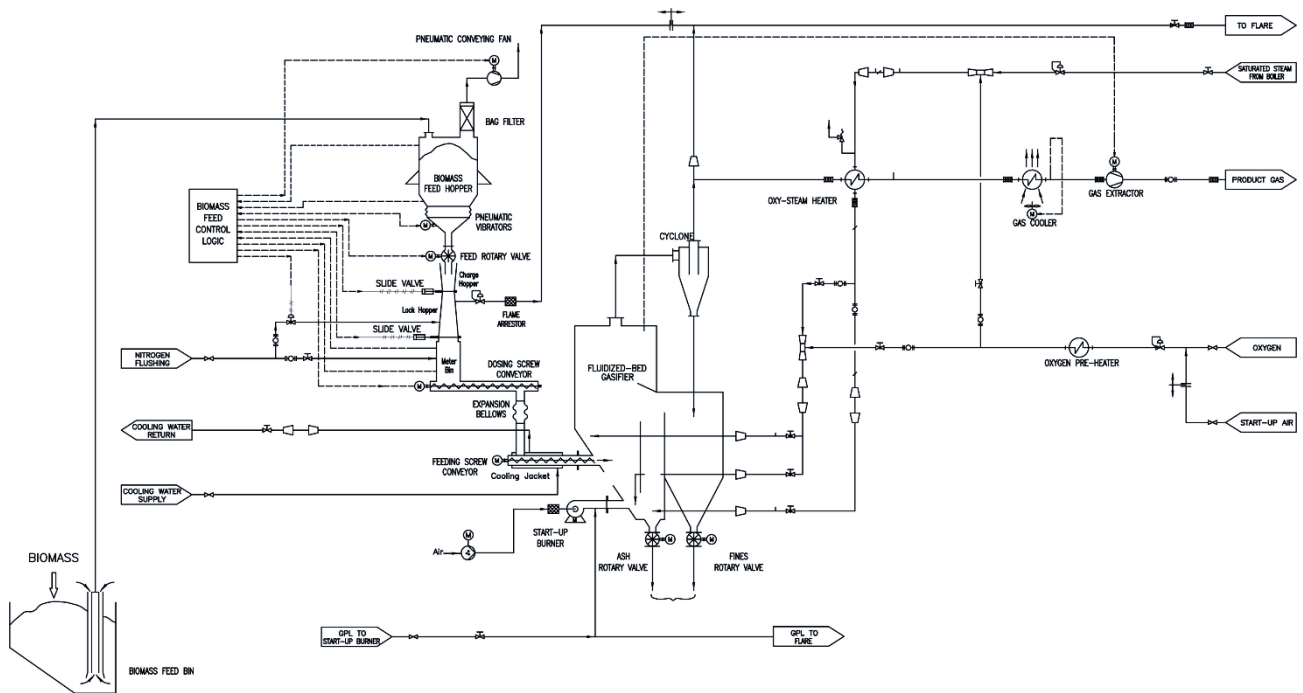 PNEUMATIC CONVEYING FAN
M
TO FLARE
SATURATED STEAM
FROM BOILER
BAG FILTER
BIOMASS
FEED HOPPER
M
PRODUCT GAS
OXY-STEAM HEATER
GAS COOLER
M
GAS EXTRACTOR
BIOMASS
FEED
CONTROL
LOGIC
M
PNEUMATIC
VIBRATORS
M
FEED ROTARY VALVE
CYCLONE
Charge
Hopper
SLIDE VALVE
Lock Hopper
FLAME
ARRESTOR
SLIDE VALVE
NITROGEN
FLUSHING
Meter
Bin
DOSING SCREW
CONVEYOR
M
FLUIDIZED-BED
GASIFIER
OXYGEN PRE-HEATER
OXYGEN
EXPANSION
BELLOWS
START-UP AIR
COOLING WATER
RETURN
FEEDING SCREW
CONVEYOR
M
Cooling Jacket
COOLING WATER
SUPPLY
START-UP
BURNER
M
Air
ASH
ROTARY VALVE
M
FINES
ROTARY VALVE
M
BIOMASS
BIOMASS FEED BIN
GPL TO
START-UP BURNER
GPL TO
FLARE